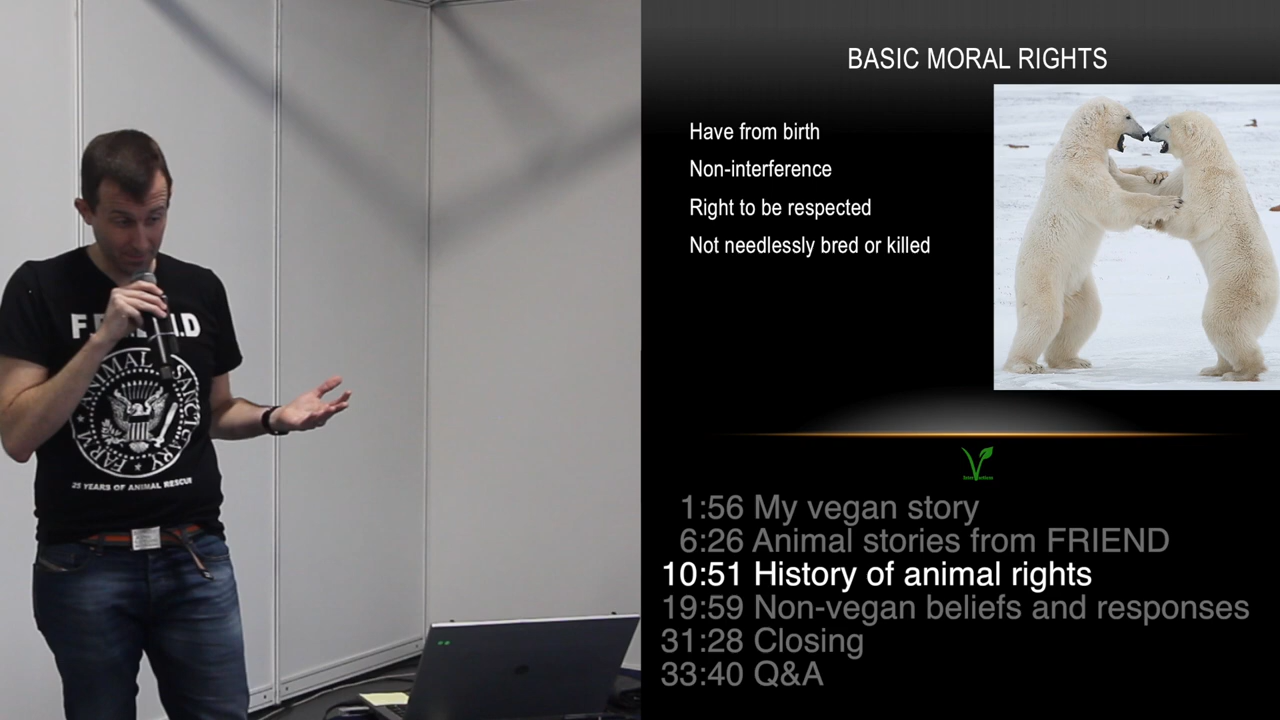 BASIC MORAL RIGHTS
Have from birth
Non-interference
Right to be respected
Not needlessly bred or killed
ANIMAL SANCTUARY FARM
25 YEARS OF ANIMAL RESCUE
V
1:56 My vegan story
6:26 Animal stories from FRIEND
10:51 History of animal rights
19:59 Non-vegan beliefs and responses
31:28 Closing
33:40 Q&A